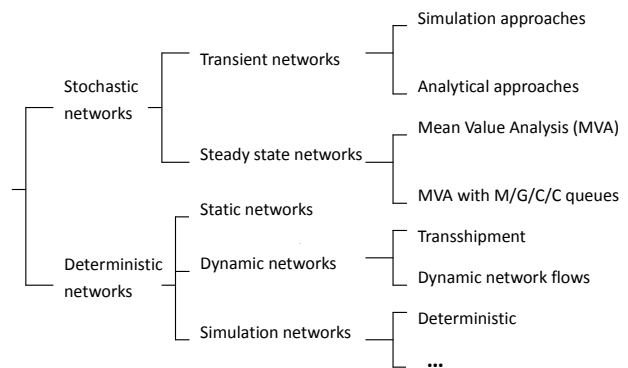 Simulation approaches
Transient networks
Stochastic
networks
Analytical approaches
Mean Value Analysis (MVA)
Steady state networks
MVA with M/G/C/C queues
Static networks
Transshipment
Deterministic
networks
Dynamic networks
Dynamic network flows
Deterministic
Simulation networks
...